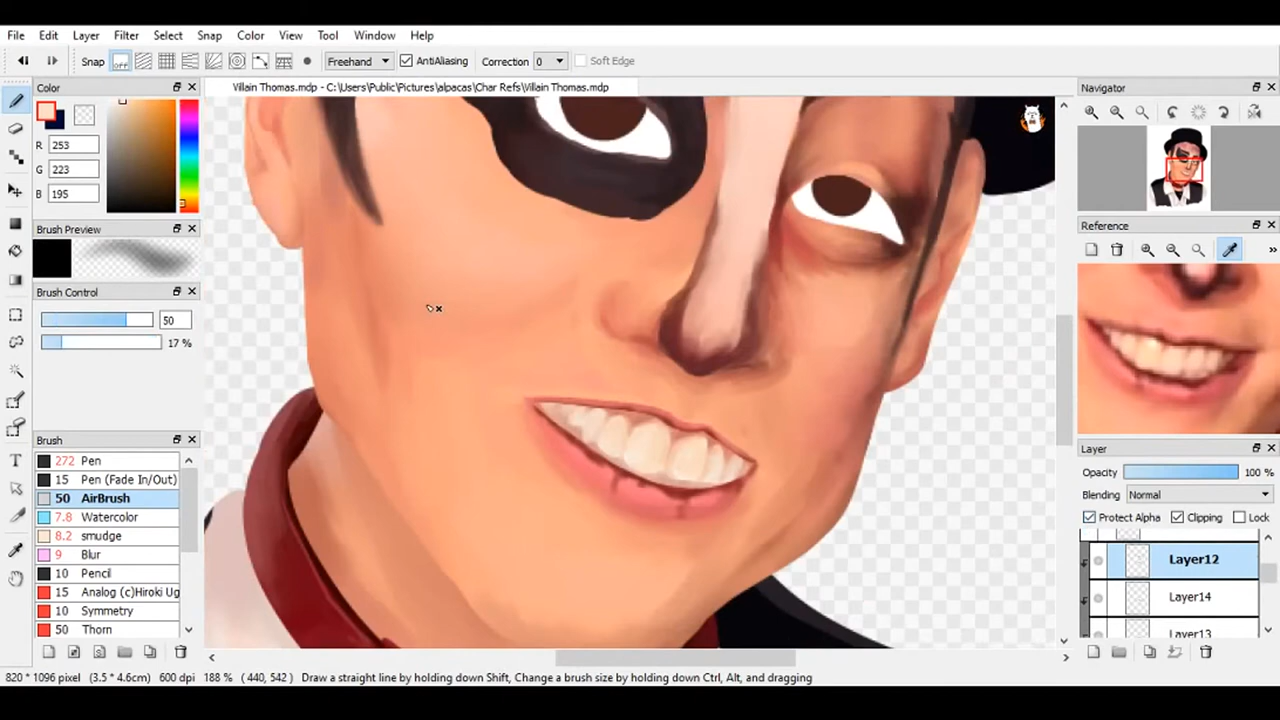 File Edit Layer Filter Select Snap Color View Tool Window Help
Snap OFF Freehand AntiAliasing Correction 0 Soft Edge
Color
Villain Thomas.mdp - C:\Users\Public\Pictures\alpacas\Char Refs\Villain Thomas.mdp
Navigator
R 253
G 223
B 195
Brush Preview
Reference
Brush Control
50
17 %
Brush
272 Pen
15 Pen (Fade In/Out)
50 AirBrush
7.8 Watercolor
8.2 smudge
9 Blur
10 Pencil
15 Analog (c)Hiroki Ug
10 Symmetry
50 Thorn
Layer
Opacity 100 %
Blending Normal
Protect Alpha Clipping Lock
Layer12
Layer14
Layer13
820 * 1096 pixel (3.5 * 4.6cm) 600 dpi 188 % ( 440, 542 ) Draw a straight line by holding down Shift, Change a brush size by holding down Ctrl, Alt, and dragging